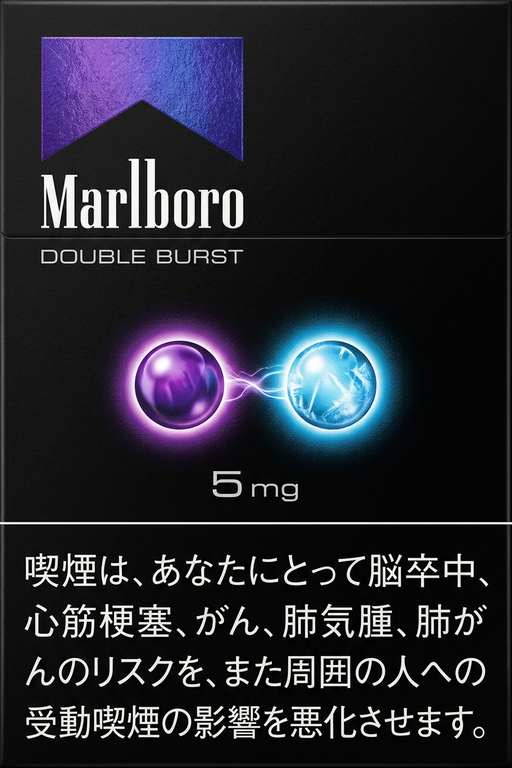 Marlboro
DOUBLE BURST
5 mg
喫煙は、あなたにとって脳卒中、
心筋梗塞、がん、肺気腫、肺が
んのリスクを、また周囲の人への
受動喫煙の影響を悪化させます。